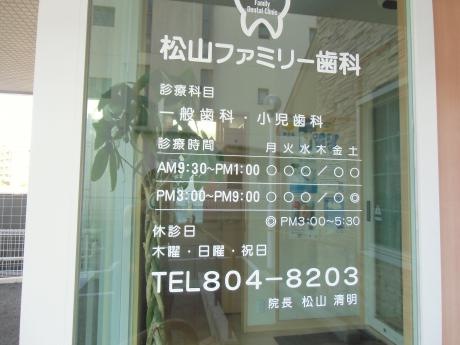 Family
Dental Clinic
松山ファミリー歯科
診療科目
一般歯科・小児歯科
診療時間 月火水木金土
AM9:30~PM1:00 ○○○／○○
PM3:00~PM9:00 ○○○／○◎
◎PM3:00~5:30
休診日
木曜・日曜・祝日
TEL804-8203
院長 松山 清明